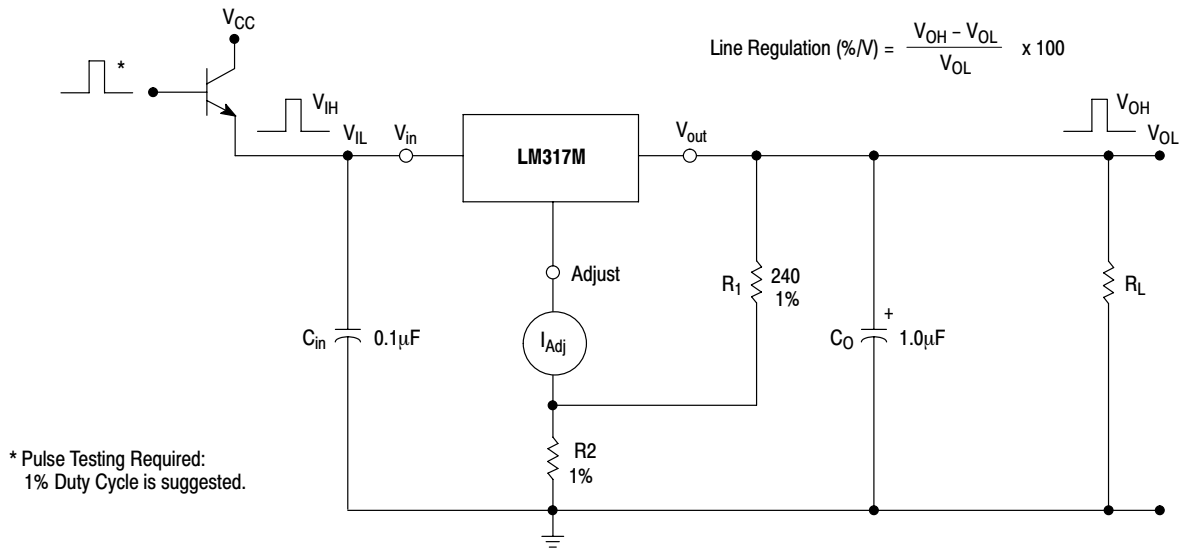 V_CC
Line Regulation (%/V) = V_OH – V_OL / V_OL x 100
*
V_IH
V_IL
V_in
LM317M
V_out
V_OH
V_OL
Adjust
R_1
240
1%
R_L
C_in
0.1µF
I_Adj
C_O
+
1.0µF
R2
1%
* Pulse Testing Required:
1% Duty Cycle is suggested.